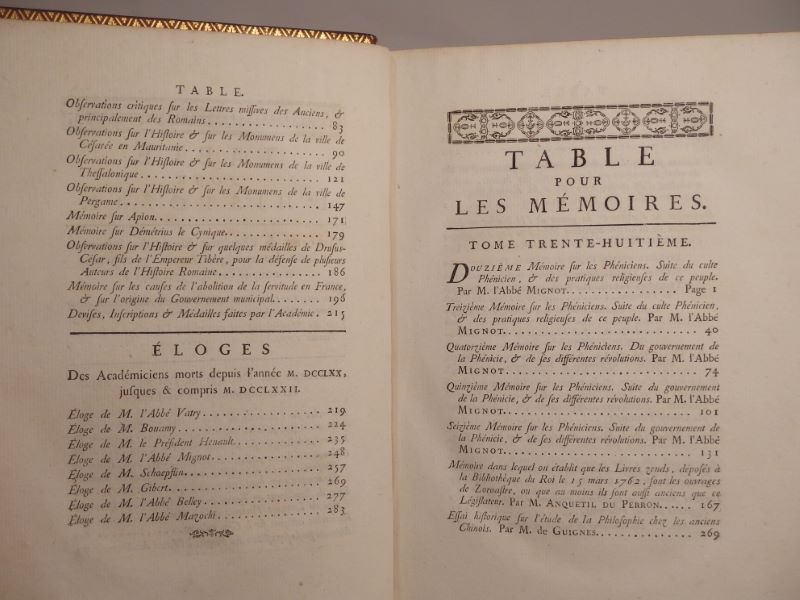 TABLE.
Observations critiques sur les Lettres missives des Anciens, &
principalement des Romains. . . . . . . . . . . . . . . . 83
Observations sur l'Histoire & sur les Monumens de la ville de
Césarée en Mauritanie. . . . . . . . . . . . . . . . 90
Observations sur l'Histoire & sur les Monumens de la ville de
Thessalonique. . . . . . . . . . . . . . . . 121
Observations sur l'Histoire & sur les Monumens de la ville de
Pergame. . . . . . . . . . . . . . . . 147
Mémoire sur Apion. . . . . . . . . . . . . . . . 171
Mémoire sur Démétrius le Cynique. . . . . . . . . . . . . . . . 179
Observations sur l'Histoire & sur quelques médailles de Drusus-
César, fils de l'Empereur Tibère, pour la défense de plusieurs
Auteurs de l'Histoire Romaine. . . . . . . . . . . . . . . . 186
Mémoire sur les causes de l'abolition de la servitude en France,
& sur l'origine du Gouvernement municipal. . . . . . . . . 196
Devises, Inscriptions & Médailles faites par l'Académie. 215
ÉLOGES
Des Académiciens morts depuis l'année M. DCCLXX,
jusques & compris M. DCCLXXII.
Éloge de M. l'Abbé Vatry. . . . . . . . . . . . . . . . 219
Éloge de M. Bouamy. . . . . . . . . . . . . . . . 224
Éloge de M. le Président Henault. . . . . . . . . . . . . . . . 235
Éloge de M. l'Abbé Mignot. . . . . . . . . . . . . . . . 248
Éloge de M. Schoepflin. . . . . . . . . . . . . . . . 257
Éloge de M. Gibert. . . . . . . . . . . . . . . . 269
Éloge de M. l'Abbé Belley. . . . . . . . . . . . . . . . 277
Éloge de M. l'Abbé Mazochi. . . . . . . . . . . . . . . . 283
TABLE
POUR
LES MÉMOIRES.
TOME TRENTE-HUITIÈME.
DOUZIÈME Mémoire sur les Phéniciens. Suite du culte
Phénicien, & des pratiques religieuses de ce peuple.
Par M. l'Abbé MIGNOT. . . . . . . . . . . . . . . . Page 1
Treizième Mémoire sur les Phéniciens. Suite du culte Phénicien,
& des pratiques religieuses de ce peuple. Par M. l'Abbé
MIGNOT. . . . . . . . . . . . . . . . 40
Quatorzième Mémoire sur les Phéniciens. Du gouvernement de
la Phénicie, & de ses différentes révolutions. Par M. l'Abbé
MIGNOT. . . . . . . . . . . . . . . . 74
Quinzième Mémoire sur les Phéniciens. Suite du gouvernement
de la Phénicie, & de ses différentes révolutions. Par M. l'Abbé
MIGNOT. . . . . . . . . . . . . . . . 101
Seizième Mémoire sur les Phéniciens. Suite du gouvernement de
la Phénicie, & de ses différentes révolutions. Par M. l'Abbé
MIGNOT. . . . . . . . . . . . . . . . 131
Mémoire dans lequel on établit que les Livres zends, déposés à
la Bibliothèque du Roi le 15 mars 1762, sont les ouvrages
de Zoroastre, ou que au moins ils sont aussi anciens que ce
Législateur. Par M. ANQUETIL DU PERRON. . . . . . 167
Essai historique sur l'étude de la Philosophie chez les anciens
Chinois. Par M. de GUIGNES. . . . . . . . . . . . . . . . 269